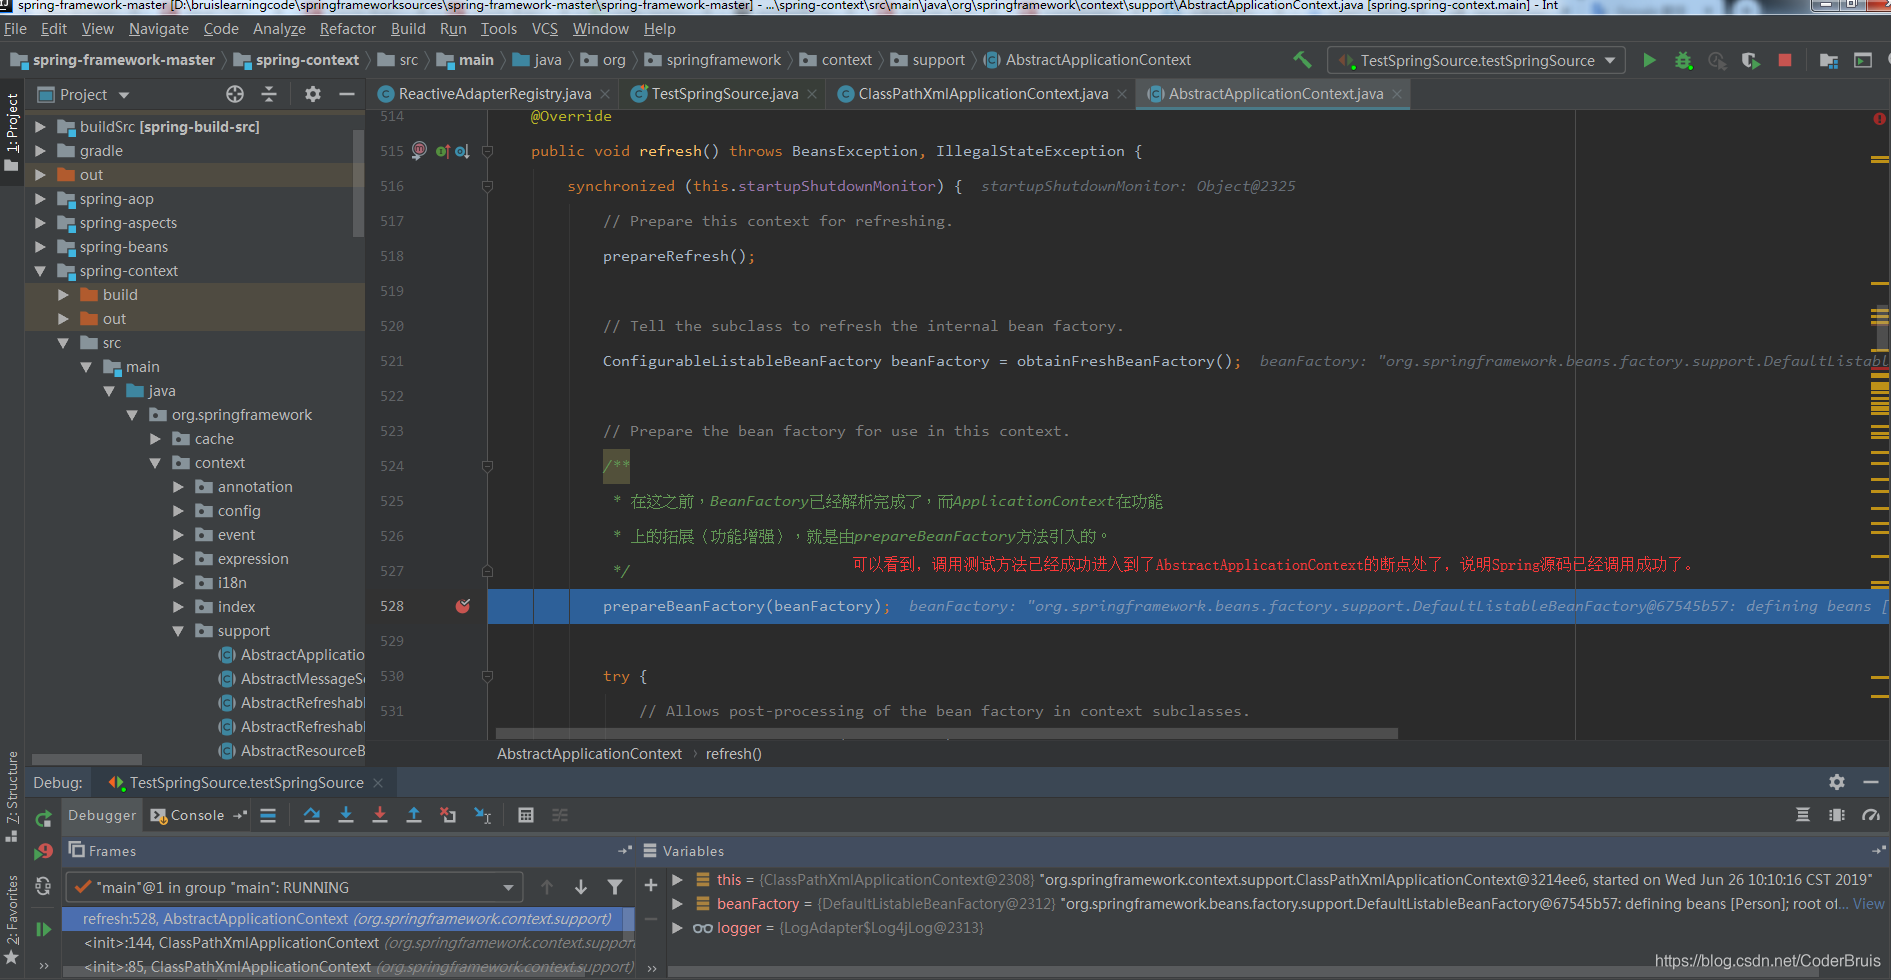 spring-framework-master [D:\bruislearningcode\springframeworksources\spring-framework-master\spring-framework-master] - ...\spring-context\src\main\java\org\springframework\context\support\AbstractApplicationContext.java [spring.spring-context.main] - Int
File Edit View Navigate Code Analyze Refactor Build Run Tools VCS Window Help
spring-framework-master spring-context src main java org springframework context support AbstractApplicationContext TestSpringSource.testSpringSource
Project ReactiveAdapterRegistry.java TestSpringSource.java ClassPathXmlApplicationContext.java AbstractApplicationContext.java
1: Project
buildSrc [spring-build-src]
gradle
out
spring-aop
spring-aspects
spring-beans
spring-context
build
out
src
main
java
org.springframework
cache
context
annotation
config
event
expression
i18n
index
support
AbstractApplicatio
AbstractMessageS
AbstractRefreshab
AbstractRefreshab
AbstractResourceB
514 @Override
515 public void refresh() throws BeansException, IllegalStateException {
516 synchronized (this.startupShutdownMonitor) { startupShutdownMonitor: Object@2325
517 // Prepare this context for refreshing.
518 prepareRefresh();
519
520 // Tell the subclass to refresh the internal bean factory.
521 ConfigurableListableBeanFactory beanFactory = obtainFreshBeanFactory(); beanFactory: "org.springframework.beans.factory.support.DefaultListabl
522
523 // Prepare the bean factory for use in this context.
524 /**
525 * 在这之前，BeanFactory已经解析完成了，而ApplicationContext在功能
526 * 上的拓展（功能增强），就是由prepareBeanFactory方法引入的。
527 */
可以看到，调用测试方法已经成功进入到了AbstractApplicationContext的断点处了，说明Spring源码已经调用成功了。
528 prepareBeanFactory(beanFactory); beanFactory: "org.springframework.beans.factory.support.DefaultListableBeanFactory@67545b57: defining beans [
529
530 try {
531 // Allows post-processing of the bean factory in context subclasses.
AbstractApplicationContext › refresh()
Z: Structure
2: Favorites
Debug: TestSpringSource.testSpringSource
Debugger Console
Frames
Variables
"main"@1 in group "main": RUNNING
refresh:528, AbstractApplicationContext (org.springframework.context.support)
<init>:144, ClassPathXmlApplicationContext (org.springframework.context.suppor
<init>:85, ClassPathXmlApplicationContext (org.springframework.context.support)
this = {ClassPathXmlApplicationContext@2308} "org.springframework.context.support.ClassPathXmlApplicationContext@3214ee6, started on Wed Jun 26 10:10:16 CST 2019"
beanFactory = {DefaultListableBeanFactory@2312} "org.springframework.beans.factory.support.DefaultListableBeanFactory@67545b57: defining beans [Person]; root of... View
logger = {LogAdapter$Log4jLog@2313}
https://blog.csdn.net/CoderBruis